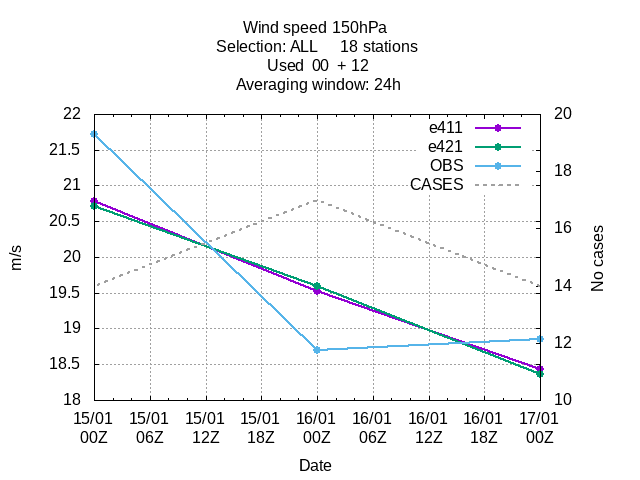 Wind speed 150hPa
Selection: ALL 18 stations
Used 00 + 12
Averaging window: 24h
22
21.5
21
20.5
20
19.5
19
18.5
18
m/s
e411
e421
OBS
CASES
20
18
16
14
12
10
No cases
15/01 15/01 15/01 15/01 16/01 16/01 16/01 16/01 17/01
00Z 06Z 12Z 18Z 00Z 06Z 12Z 18Z 00Z
Date